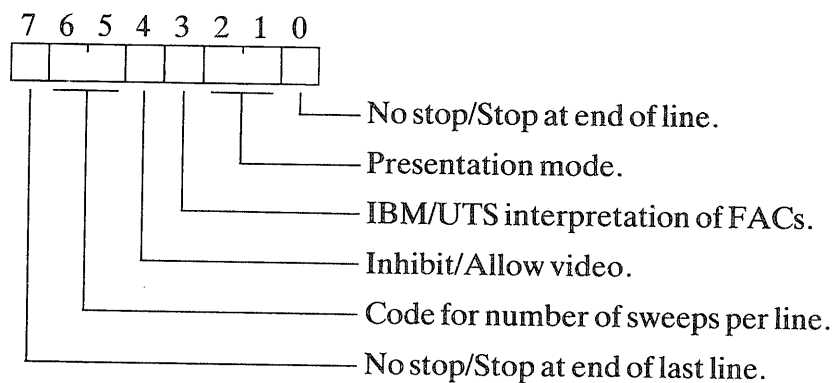 7 6 5 4 3 2 1 0
No stop/Stop at end of line.
Presentation mode.
IBM/UTS interpretation of FACs.
Inhibit/Allow video.
Code for number of sweeps per line.
No stop/Stop at end of last line.